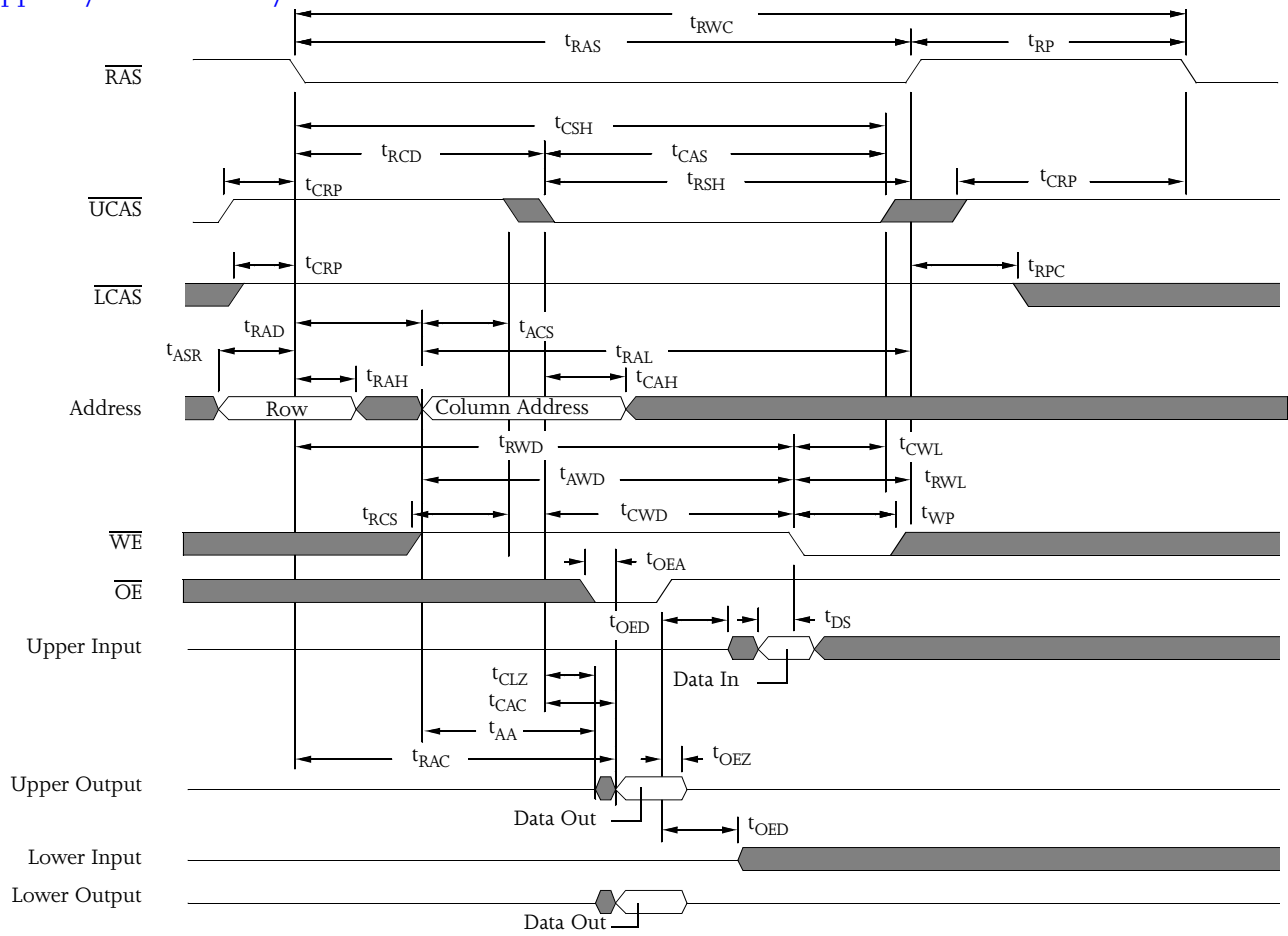 tRWC
tRAS
tRP
RAS
tCSH
tRCD
tCAS
tCRP
tRSH
tCRP
UCAS
tCRP
tRPC
LCAS
tRAD
tACS
tASR
tRAL
tRAH
tCAH
Address
Row
Column Address
tRWD
tCWL
tAWD
tRWL
tRCS
tCWD
tWP
WE
tOEA
OE
tOED
tDS
Upper Input
tCLZ
Data In
tCAC
tAA
tRAC
tOEZ
Upper Output
Data Out
tOED
Lower Input
Lower Output
Data Out